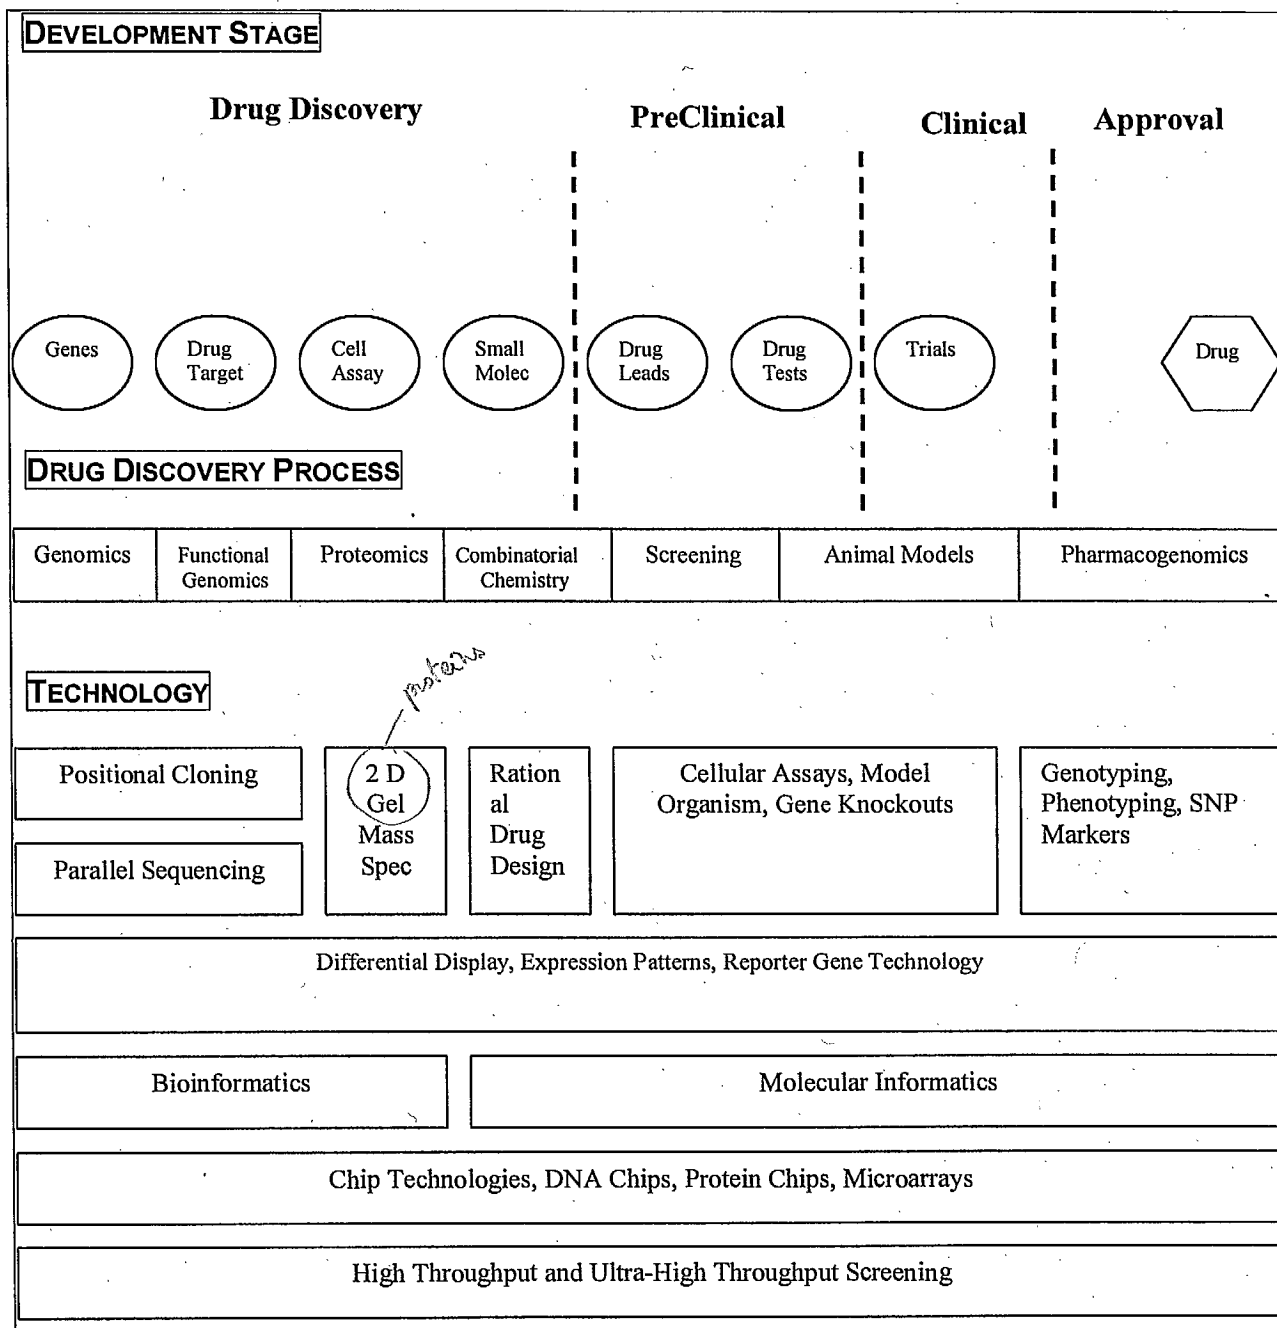 DEVELOPMENT STAGE
Drug Discovery
PreClinical
Clinical
Approval
Genes
Drug
Target
Cell
Assay
Small
Molec
Drug
Leads
Drug
Tests
Trials
Drug
DRUG DISCOVERY PROCESS
Genomics
Functional
Genomics
Proteomics
Combinatorial
Chemistry
Screening
Animal Models
Pharmacogenomics
proteins
TECHNOLOGY
Positional Cloning
Parallel Sequencing
2 D
Gel
Mass
Spec
Ration
al
Drug
Design
Cellular Assays, Model
Organism, Gene Knockouts
Genotyping,
Phenotyping, SNP
Markers
Differential Display, Expression Patterns, Reporter Gene Technology
Bioinformatics
Molecular Informatics
Chip Technologies, DNA Chips, Protein Chips, Microarrays
High Throughput and Ultra-High Throughput Screening